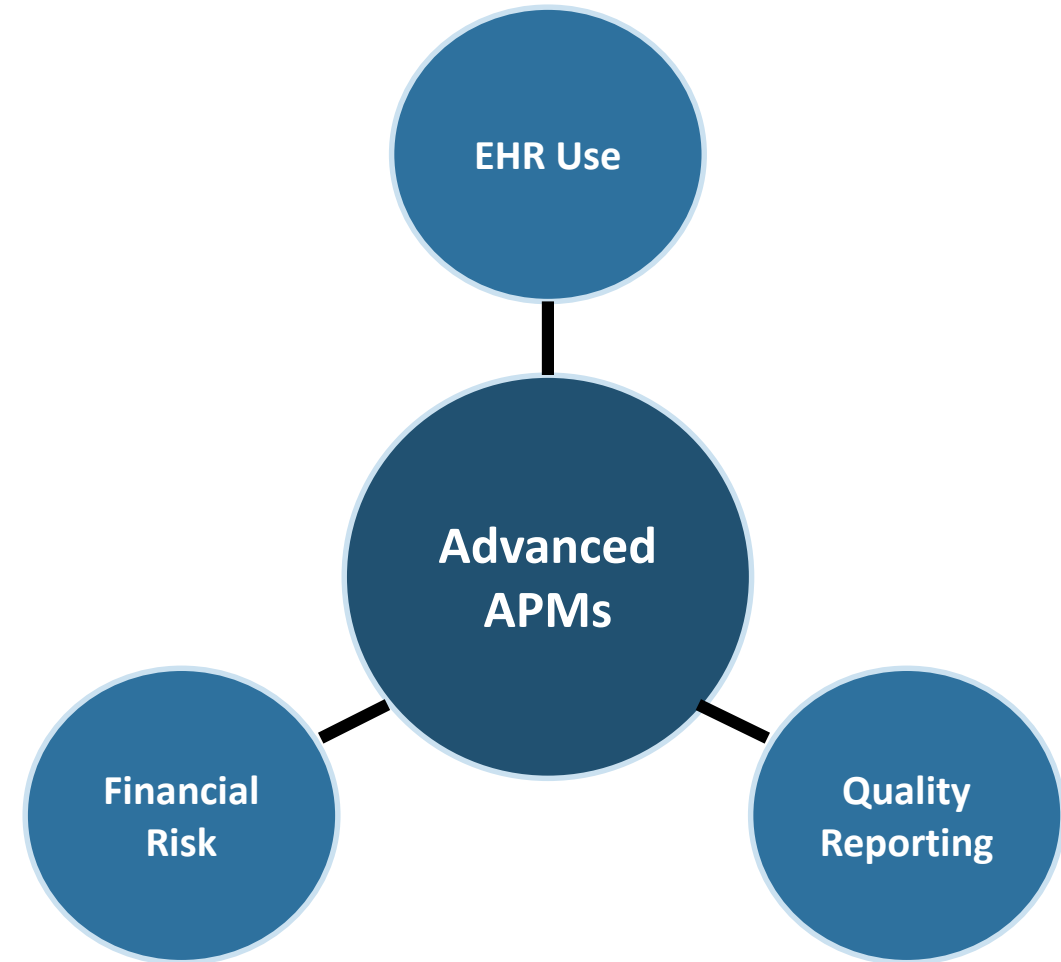 EHR Use
Advanced
APMs
Financial
Risk
Quality
Reporting